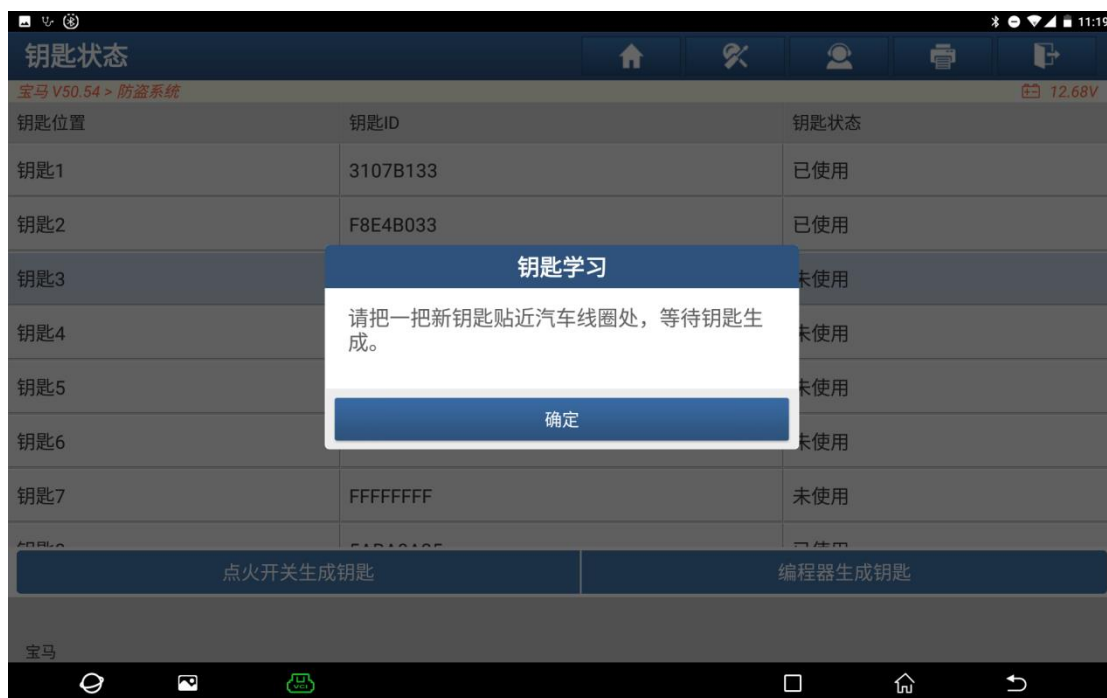 11:19
钥匙状态
宝马 V50.54 > 防盗系统 12.68V
钥匙位置 钥匙ID 钥匙状态
钥匙1 3107B133 已使用
钥匙2 F8E4B033 已使用
钥匙3 未使用
钥匙学习
请把一把新钥匙贴近汽车线圈处，等待钥匙生
成。
钥匙4 未使用
钥匙5 未使用
确定
钥匙6 未使用
钥匙7 FFFFFFFF 未使用
点火开关生成钥匙 编程器生成钥匙
宝马
VCI